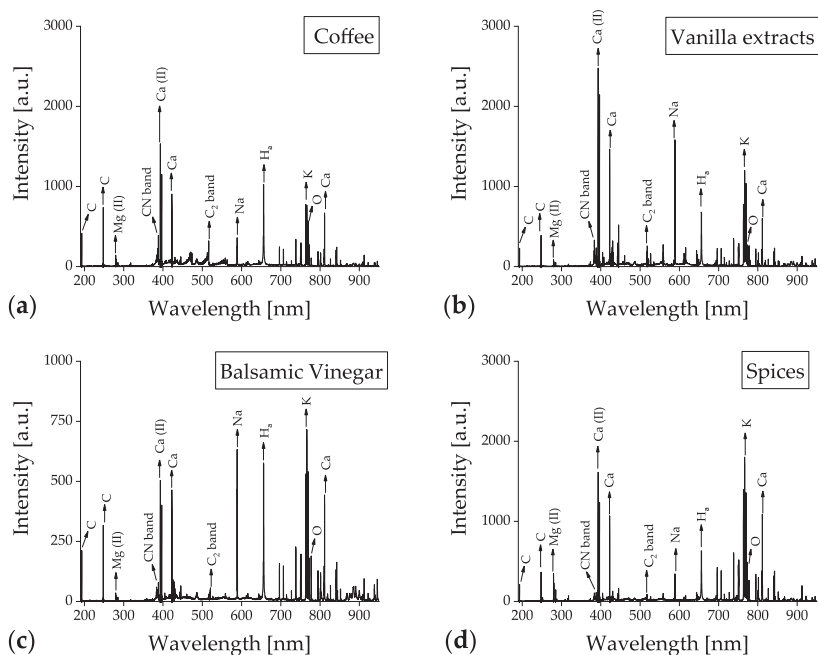 Coffee
Intensity [a.u.]
3000
2000
1000
0
C
C
Mg (II)
CN band
Ca (II)
Ca
C₂ band
Na
Hₐ
K
O
Ca
200 300 400 500 600 700 800 900
Wavelength [nm]
(a)
Vanilla extracts
Intensity [a.u.]
3000
2000
1000
0
C
C
Mg (II)
CN band
Ca (II)
Ca
C₂ band
Na
Hₐ
K
O
Ca
200 300 400 500 600 700 800 900
Wavelength [nm]
(b)
Balsamic Vinegar
Intensity [a.u.]
1000
750
500
250
0
C
C
Mg (II)
CN band
Ca (II)
Ca
C₂ band
Na
Hₐ
K
O
Ca
200 300 400 500 600 700 800 900
Wavelength [nm]
(c)
Spices
Intensity [a.u.]
3000
2000
1000
0
C
C
Mg (II)
CN band
Ca (II)
Ca
C₂ band
Na
Hₐ
K
O
Ca
200 300 400 500 600 700 800 900
Wavelength [nm]
(d)